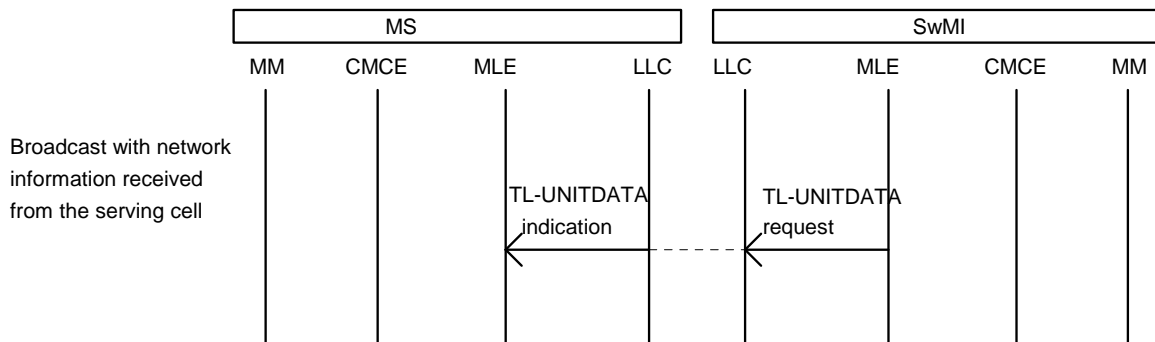 MS
SwMI
MM
CMCE
MLE
LLC
LLC
MLE
CMCE
MM
Broadcast with network
information received
from the serving cell
TL-UNITDATA
indication
TL-UNITDATA
request